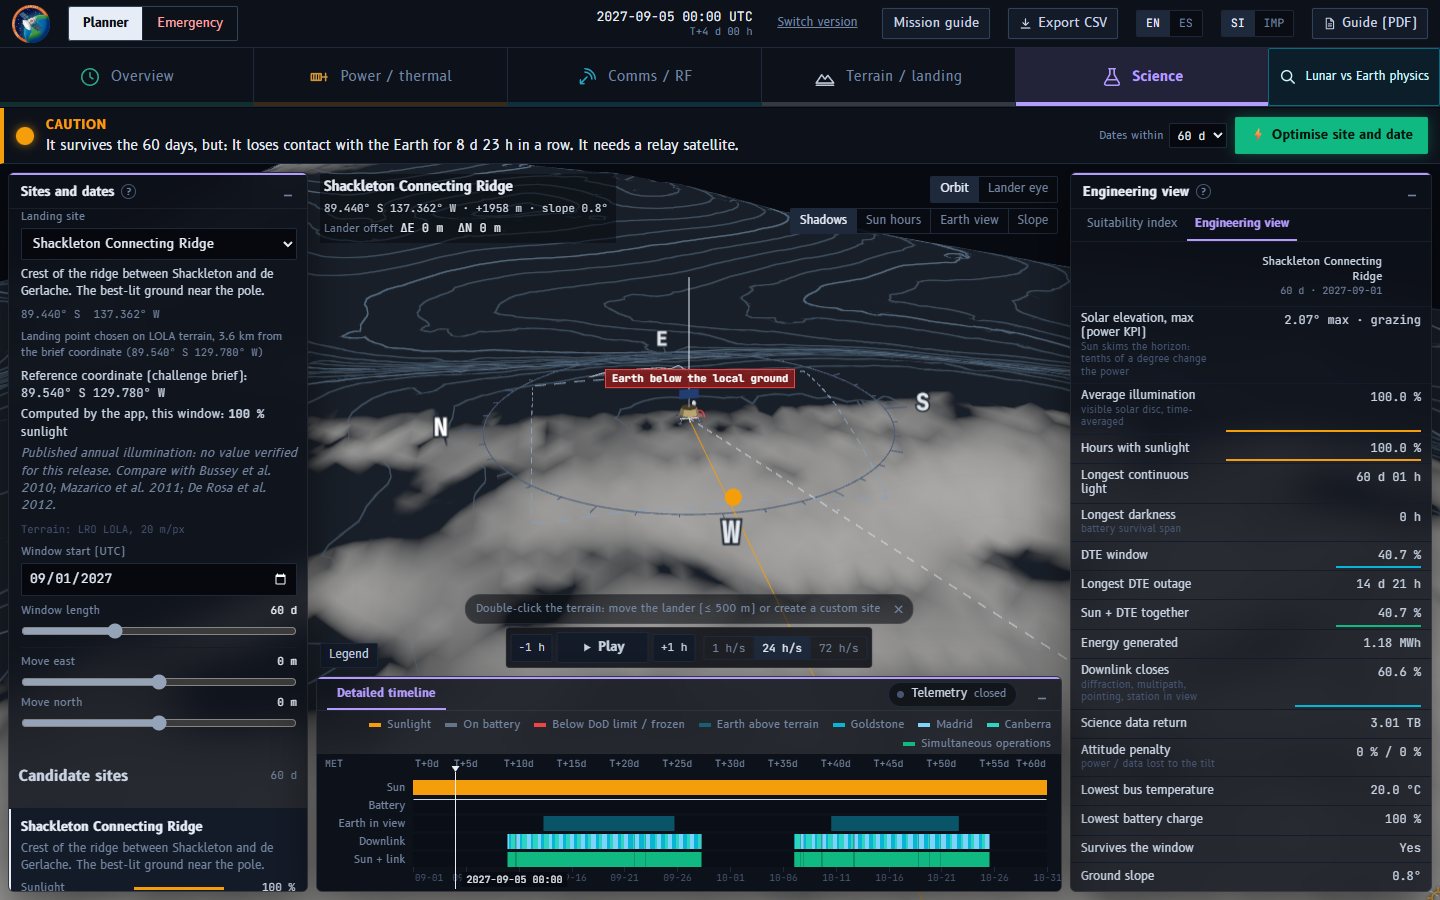 Planner
Emergency
2027-09-05 00:00 UTC
T+4 d 00 h
Switch version
Mission guide
Export CSV
EN ES
SI IMP
Guide (PDF)
Overview
Power / thermal
Comms / RF
Terrain / landing
Science
Lunar vs Earth physics
CAUTION
It survives the 60 days, but: It loses contact with the Earth for 8 d 23 h in a row. It needs a relay satellite.
Dates within 60 d
Optimise site and date
Sites and dates ?
Landing site
Shackleton Connecting Ridge
Crest of the ridge between Shackleton and de
Gerlache. The best-lit ground near the pole.
89.440° S 137.362° W
Landing point chosen on LOLA terrain, 3.6 km from
the brief coordinate (89.540° S 129.780° W)
Reference coordinate (challenge brief):
89.540° S 129.780° W
Computed by the app, this window: 100 %
sunlight
Published annual illumination: no value verified
for this release. Compare with Bussey et al.
2010; Mazarico et al. 2011; De Rosa et al.
2012.
Terrain: LRO LOLA, 20 m/px
Window start (UTC)
09/01/2027
Window length 60 d
Move east 0 m
Move north 0 m
Candidate sites 60 d
Shackleton Connecting Ridge
Crest of the ridge between Shackleton and de
Gerlache. The best-lit ground near the pole.
Sunlight 100 %
Shackleton Connecting Ridge
89.440° S 137.362° W · +1958 m · slope 0.8°
Lander offset ΔE 0 m ΔN 0 m
Orbit Lander eye
Shadows Sun hours Earth view Slope
E
Earth below the local ground
N
S
W
Double-click the terrain: move the lander (≤ 500 m) or create a custom site ×
Legend
-1 h
Play
+1 h
1 h/s 24 h/s 72 h/s
Detailed timeline
Telemetry closed
Sunlight On battery Below DoD limit / frozen Earth above terrain Goldstone Madrid Canberra
Simultaneous operations
MET T+0d T+5d T+10d T+15d T+20d T+25d T+30d T+35d T+40d T+45d T+50d T+55d T+60d
Sun
Battery
Earth in view
Downlink
Sun + link
09-01 2027-09-05 00:00 09-21 09-26 10-01 10-06 10-11 10-16 10-21 10-26 10-31
Engineering view ?
Suitability index Engineering view
Shackleton Connecting
Ridge
60 d · 2027-09-01
Solar elevation, max
(power KPI)
2.07° max · grazing
Sun skims the horizon:
tenths of a degree change
the power
Average illumination 100.0 %
visible solar disc, time-
averaged
Hours with sunlight 100.0 %
Longest continuous
light
60 d 01 h
Longest darkness 0 h
battery survival span
DTE window 40.7 %
Longest DTE outage 14 d 21 h
Sun + DTE together 40.7 %
Energy generated 1.18 MWh
Downlink closes 60.6 %
diffraction, multipath,
pointing, station in view
Science data return 3.01 TB
Attitude penalty 0 % / 0 %
power / data lost to the tilt
Lowest bus temperature 20.0 °C
Lowest battery charge 100 %
Survives the window Yes
Ground slope 0.8°